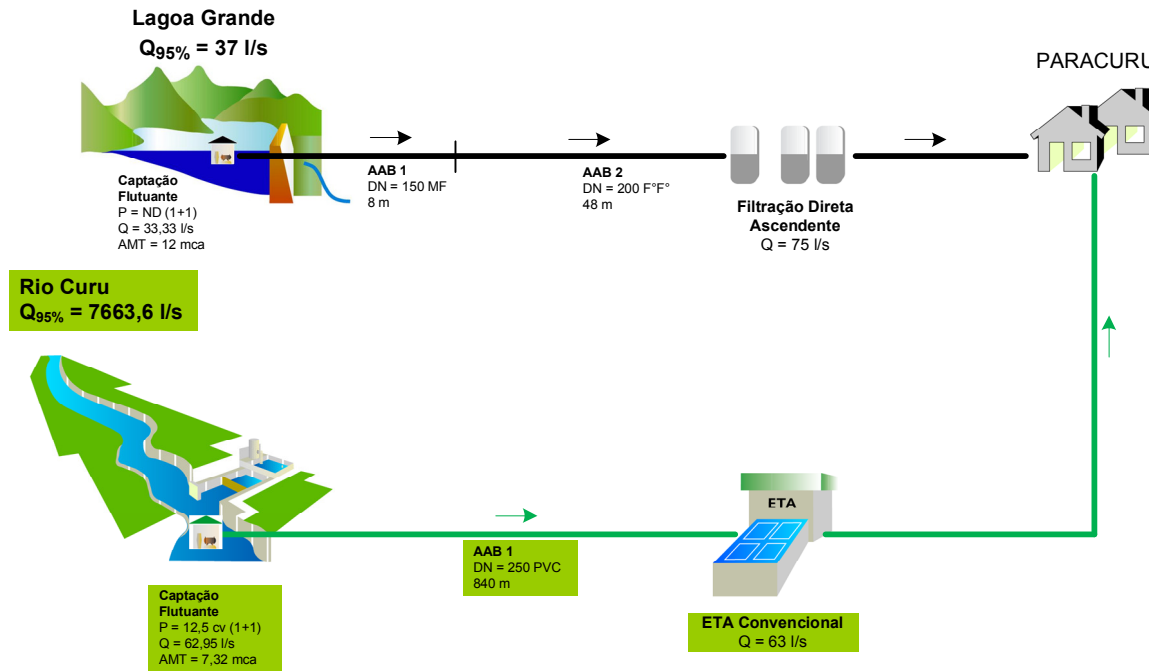 Lagoa Grande
Q95% = 37 l/s
PARACURU
AAB 1
DN = 150 MF
8 m
AAB 2
DN = 200 F°F°
48 m
Captação
Flutuante
P = ND (1+1)
Q = 33,33 l/s
AMT = 12 mca
Filtração Direta
Ascendente
Q = 75 l/s
Rio Curu
Q95% = 7663,6 l/s
ETA
AAB 1
DN = 250 PVC
840 m
Captação
Flutuante
P = 12,5 cv (1+1)
Q = 62,95 l/s
AMT = 7,32 mca
ETA Convencional
Q = 63 l/s